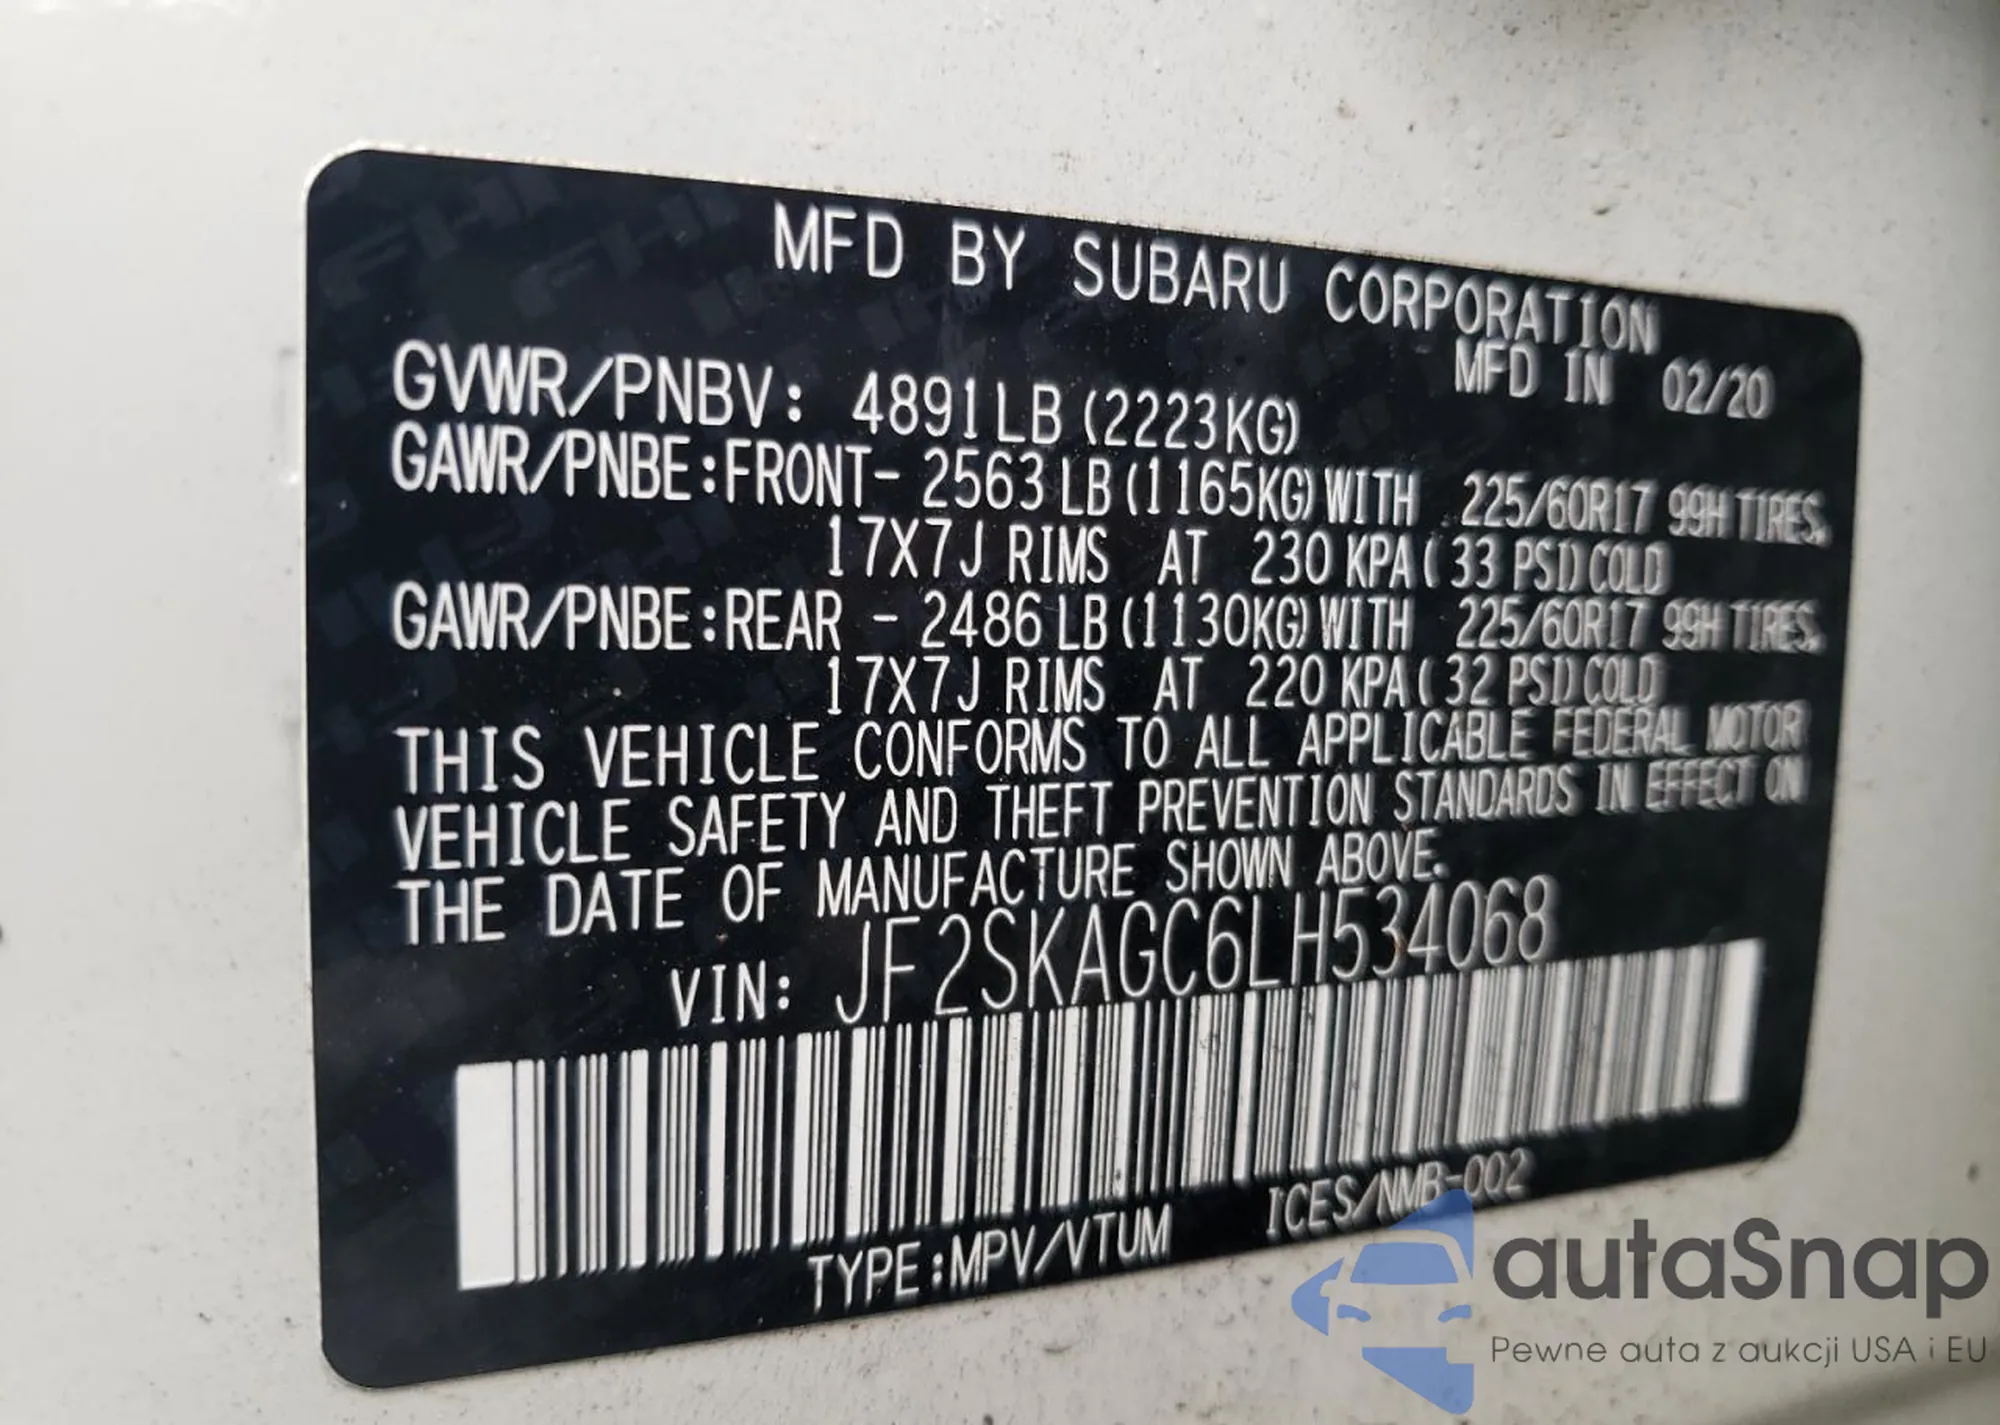 MFD BY SUBARU CORPORATION
MFD IN 02/20
GVWR/PNBV: 4891LB (2223KG)
GAWR/PNBE:FRONT- 2563 LB (1165KG) WITH 225/60R17 99H TIRES,
17X7J RIMS AT 230 KPA ( 33 PSI) COLD
GAWR/PNBE:REAR - 2486 LB (1130KG) WITH 225/60R17 99H TIRES,
17X7J RIMS AT 220 KPA ( 32 PSI) COLD
THIS VEHICLE CONFORMS TO ALL APPLICABLE FEDERAL MOTOR
VEHICLE SAFETY AND THEFT PREVENTION STANDARDS IN EFFECT ON
THE DATE OF MANUFACTURE SHOWN ABOVE.
VIN: JF2SKAGC6LH534068
TYPE:MPV/VTUM ICES/NMB-002
autaSnap
Pewne auta z aukcji USA i EU